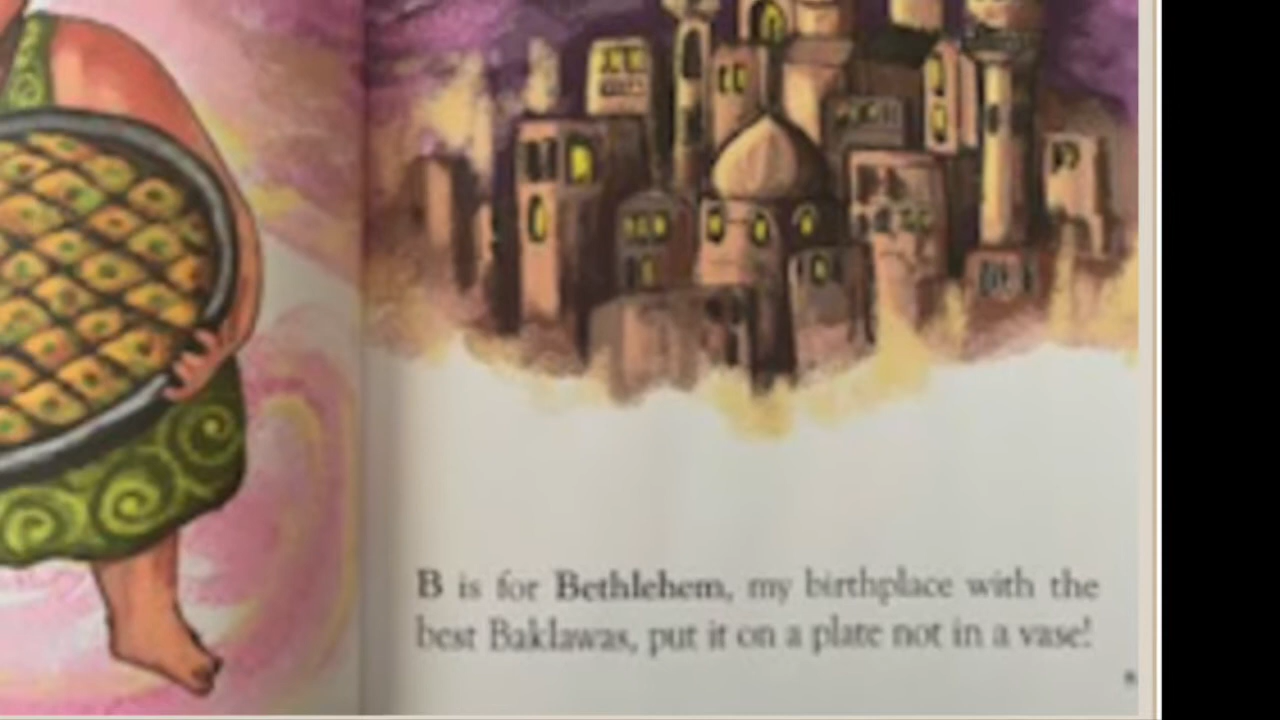 B is for Bethlehem, my birthplace with the
best Baklawas, put it on a plate not in a vase!